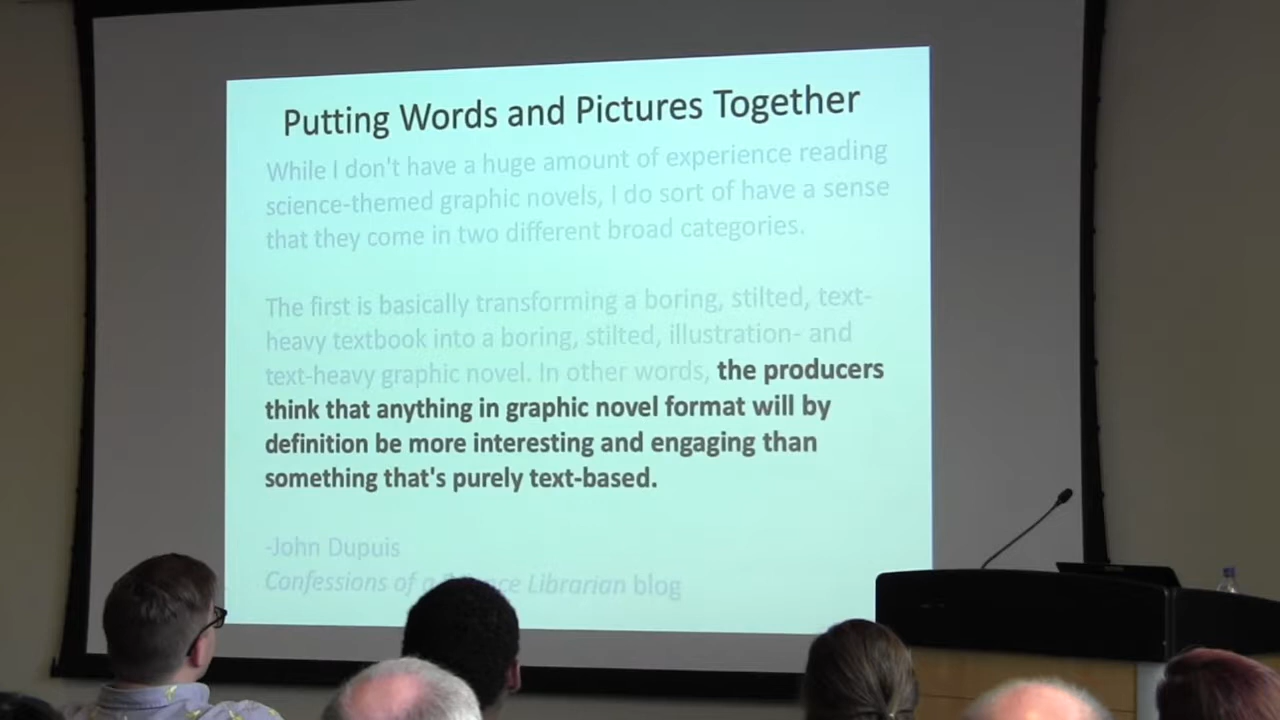 Putting Words and Pictures Together
While I don't have a huge amount of experience reading
science-themed graphic novels, I do sort of have a sense
that they come in two different broad categories.
The first is basically transforming a boring, stilted, text-
heavy textbook into a boring, stilted, illustration- and
text-heavy graphic novel. In other words, the producers
think that anything in graphic novel format will by
definition be more interesting and engaging than
something that's purely text-based.
-John Dupuis
Confessions of a Librarian blog